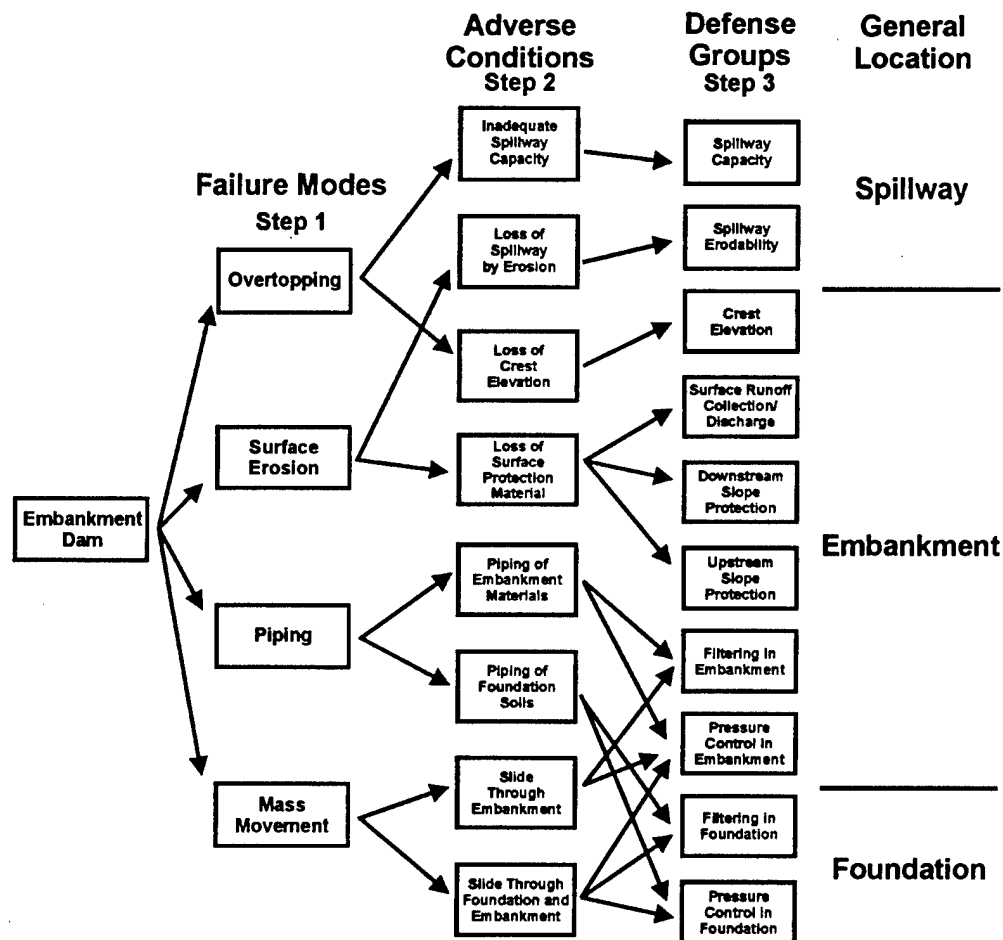 Adverse
Conditions
Step 2
Defense
Groups
Step 3
General
Location
Failure Modes
Step 1
Embankment
Dam
Overtopping
Surface
Erosion
Piping
Mass
Movement
Inadequate
Spillway
Capacity
Loss of
Spillway
by Erosion
Loss of
Crest
Elevation
Loss of
Surface
Protection
Material
Piping of
Embankment
Materials
Piping of
Foundation
Soils
Slide
Through
Embankment
Slide Through
Foundation and
Embankment
Spillway
Capacity
Spillway
Erodability
Crest
Elevation
Surface Runoff
Collection/
Discharge
Downstream
Slope
Protection
Upstream
Slope
Protection
Filtering in
Embankment
Pressure
Control in
Embankment
Filtering in
Foundation
Pressure
Control in
Foundation
Spillway
Embankment
Foundation